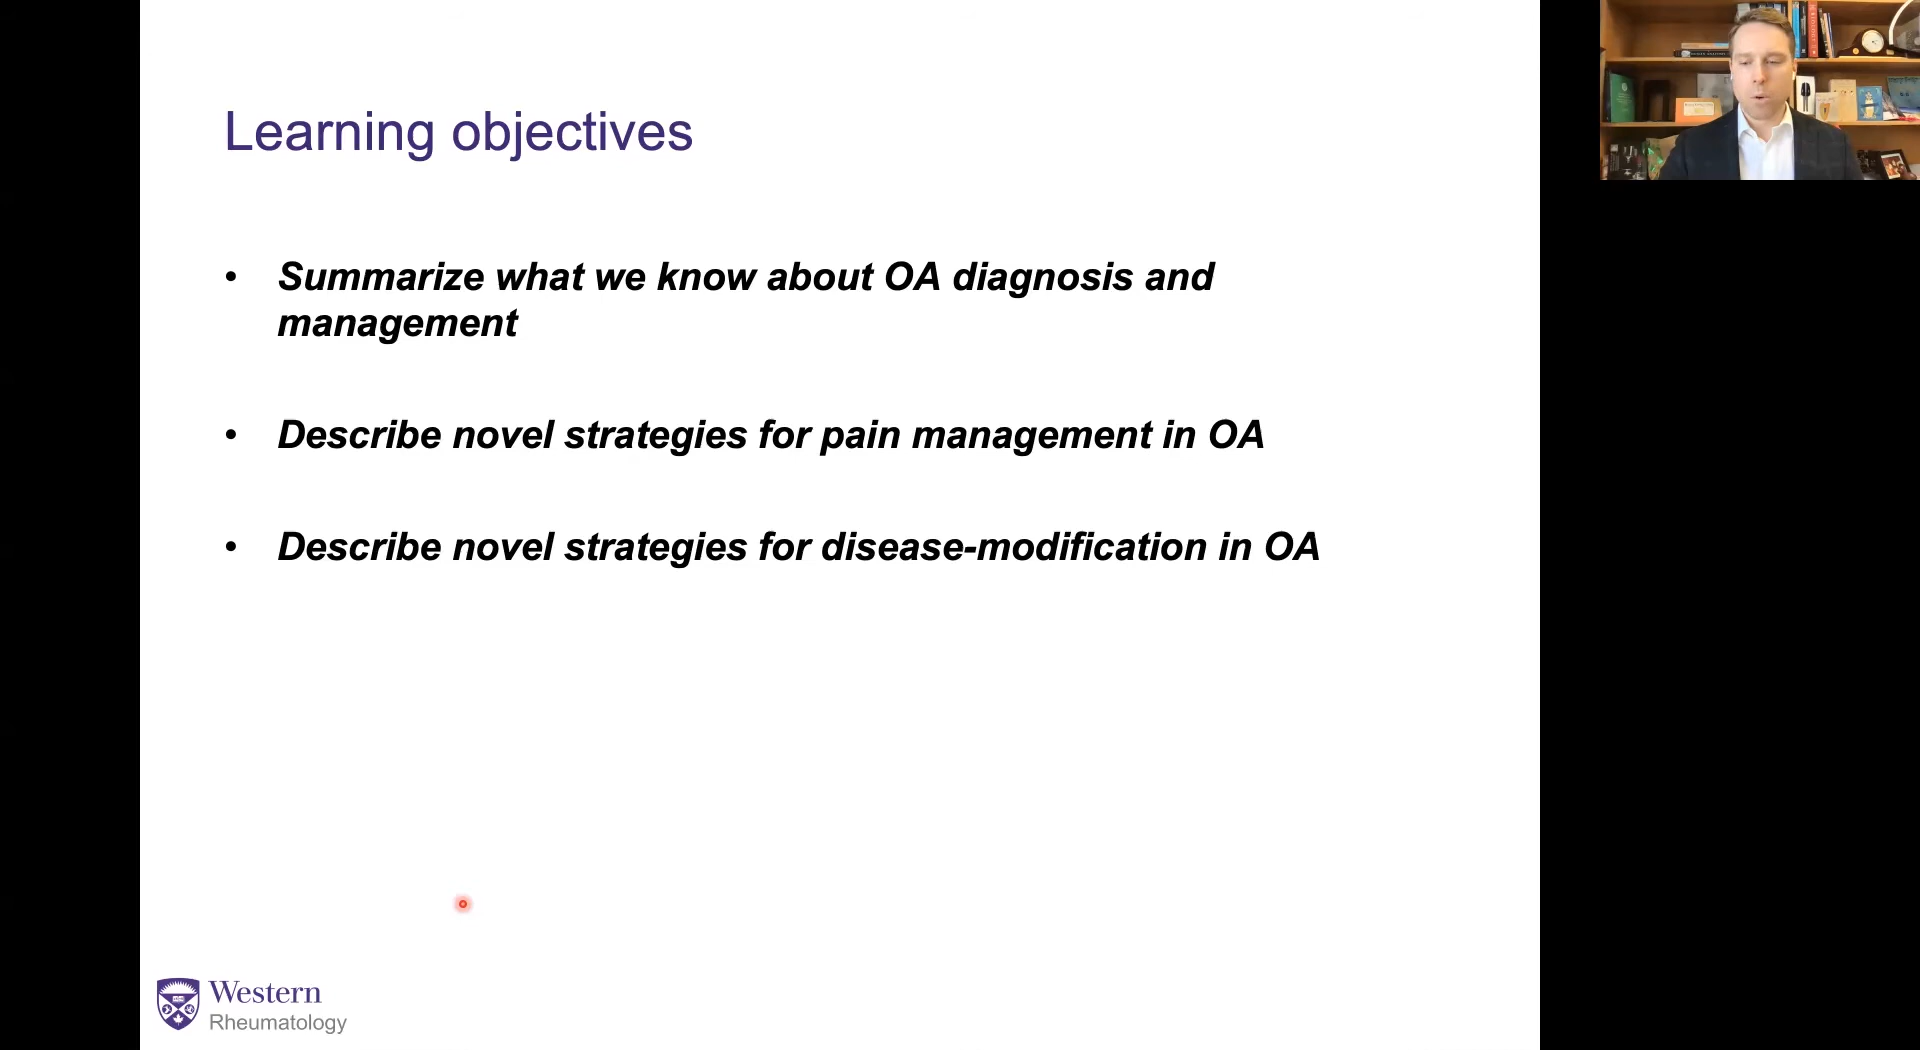 Learning objectives
• Summarize what we know about OA diagnosis and
management
• Describe novel strategies for pain management in OA
• Describe novel strategies for disease-modification in OA
Western
Rheumatology